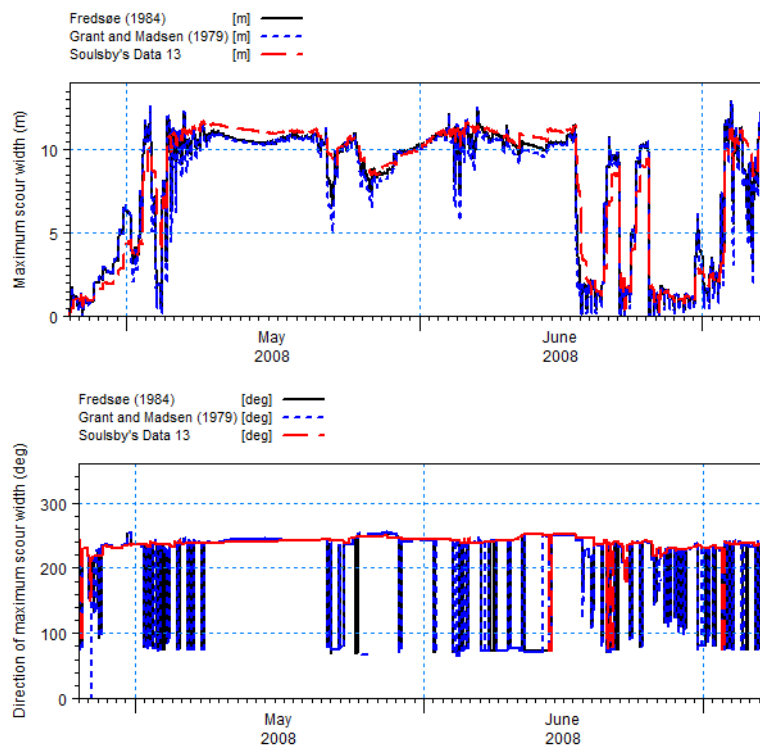 Fredsøe (1984) [m]
Grant and Madsen (1979) [m]
Soulsby's Data 13 [m]
Maximum scour width (m)
10
5
0
May
2008
June
2008
Fredsøe (1984) [deg]
Grant and Madsen (1979) [deg]
Soulsby's Data 13 [deg]
Direction of maximum scour width (deg)
300
200
100
0
May
2008
June
2008